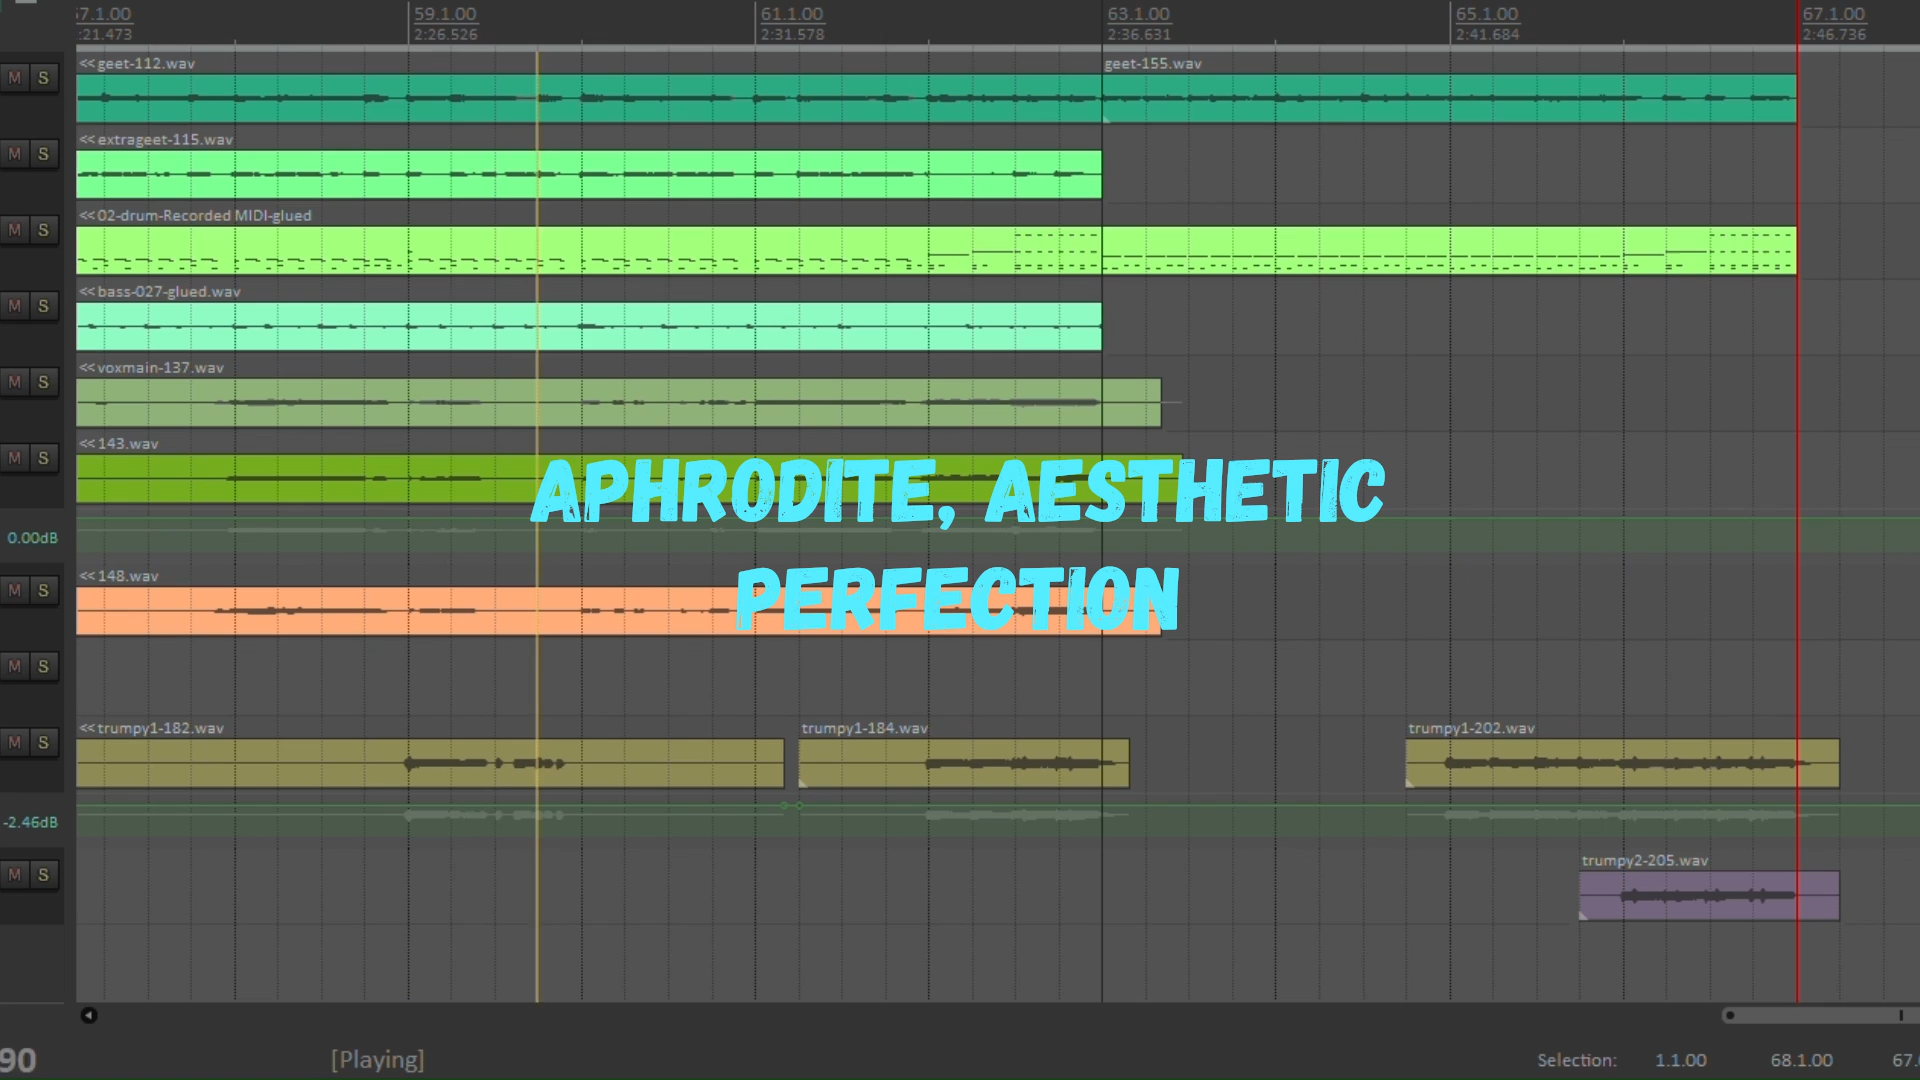 57.1.00 59.1.00 61.1.00 63.1.00 65.1.00 67.1.00
:21.473 2:26.526 2:31.578 2:36.631 2:41.684 2:46.736
<< geet-112.wav geet-155.wav
M S
<< extrageet-115.wav
M S
<< 02-drum-Recorded MIDI-glued
M S
<< bass-027-glued.wav
M S
<< voxmain-137.wav
M S
<< 143.wav
M S
APHRODITE, AESTHETIC
0.00dB
<< 148.wav
M S
PERFECTION
M S
<< trumpy1-182.wav trumpy1-184.wav trumpy1-202.wav
M S
-2.46dB
trumpy2-205.wav
M S
90 [Playing] Selection: 1.1.00 68.1.00 67.